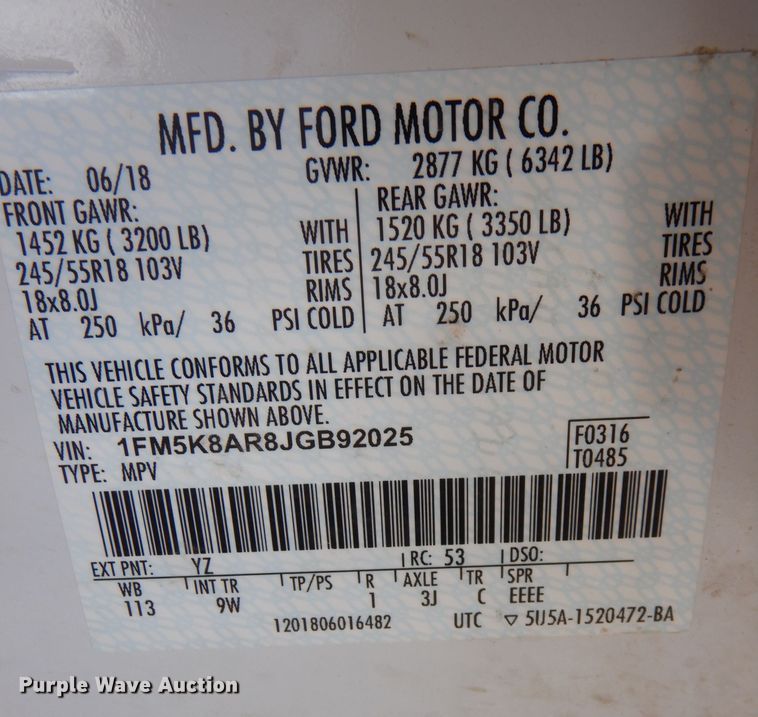 MFD. BY FORD MOTOR CO.
DATE: 06/18 GVWR: 2877 KG ( 6342 LB)
FRONT GAWR: REAR GAWR:
1452 KG ( 3200 LB) WITH 1520 KG ( 3350 LB) WITH
245/55R18 103V TIRES 245/55R18 103V TIRES
18x8.0J RIMS 18x8.0J RIMS
AT 250 kPa/ 36 PSI COLD AT 250 kPa/ 36 PSI COLD
THIS VEHICLE CONFORMS TO ALL APPLICABLE FEDERAL MOTOR
VEHICLE SAFETY STANDARDS IN EFFECT ON THE DATE OF
MANUFACTURE SHOWN ABOVE.
VIN: 1FM5K8AR8JGB92025 F0316
TYPE: MPV T0485
EXT PNT: YZ RC: 53 DSO:
WB INT TR TP/PS R AXLE TR SPR
113 9W 1 3J C EEEE
1201806016482 UTC ▽ 5U5A-1520472-BA
Purple Wave Auction